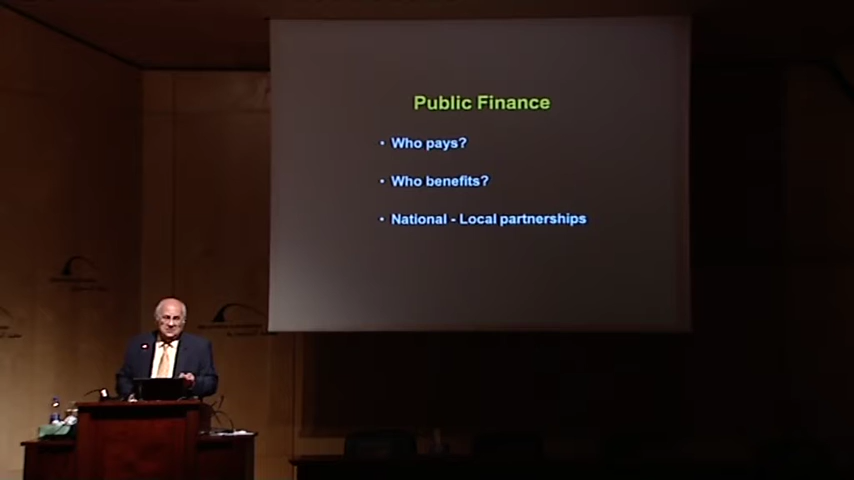 Public Finance
• Who pays?
• Who benefits?
• National - Local partnerships